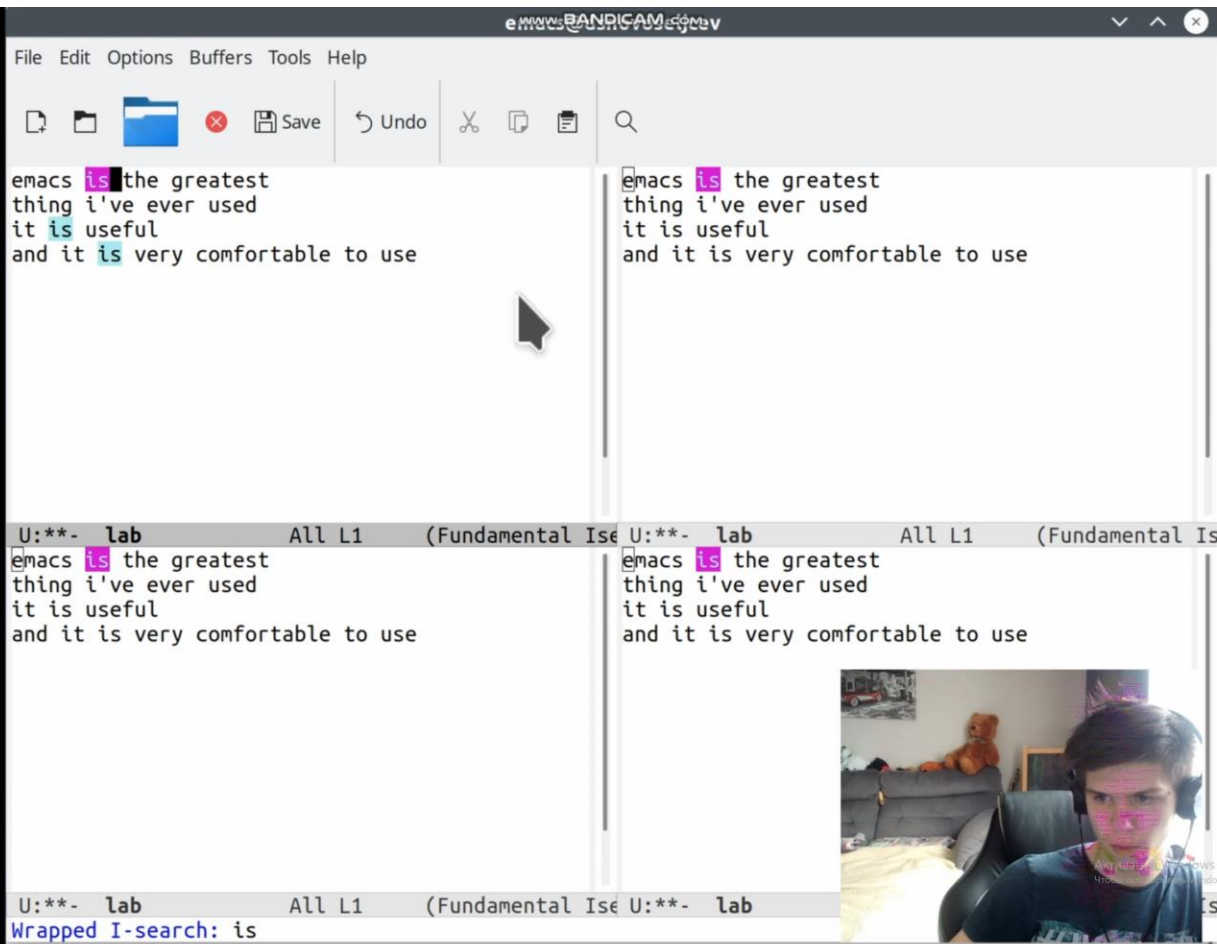 www.BANDICAM.com
File Edit Options Buffers Tools Help
Save Undo
emacs is the greatest
thing i've ever used
it is useful
and it is very comfortable to use
emacs is the greatest
thing i've ever used
it is useful
and it is very comfortable to use
U:**- lab All L1 (Fundamental Ise
U:**- lab All L1 (Fundamental Is
emacs is the greatest
thing i've ever used
it is useful
and it is very comfortable to use
emacs is the greatest
thing i've ever used
it is useful
and it is very comfortable to use
U:**- lab All L1 (Fundamental Ise
U:**- lab
Wrapped I-search: is